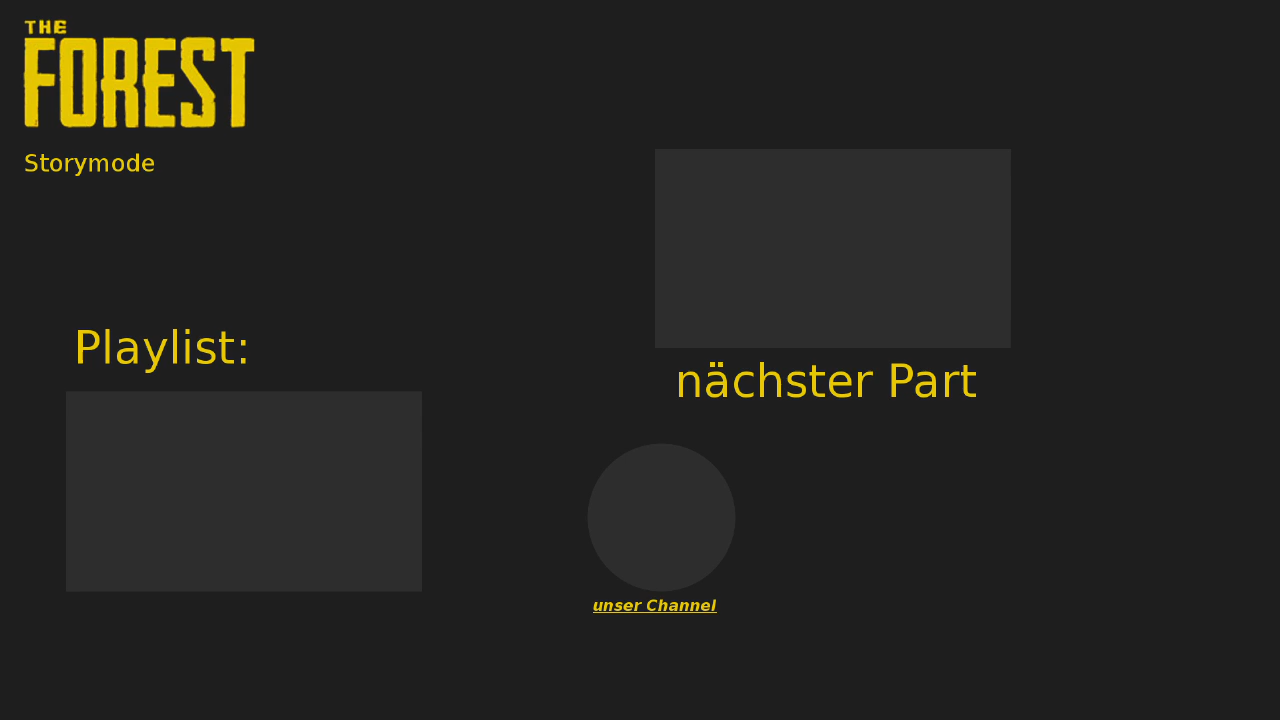 THE
FOREST
Storymode
Playlist:
nächster Part
unser Channel